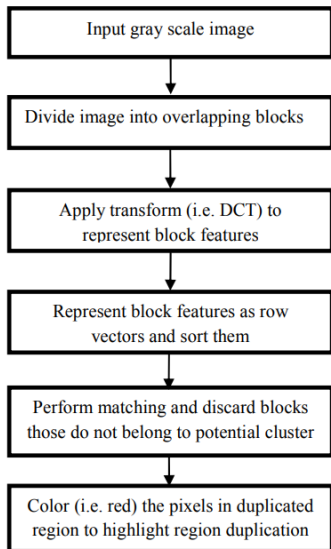 Input gray scale image
Divide image into overlapping blocks
Apply transform (i.e. DCT) to
represent block features
Represent block features as row
vectors and sort them
Perform matching and discard blocks
those do not belong to potential cluster
Color (i.e. red) the pixels in duplicated
region to highlight region duplication